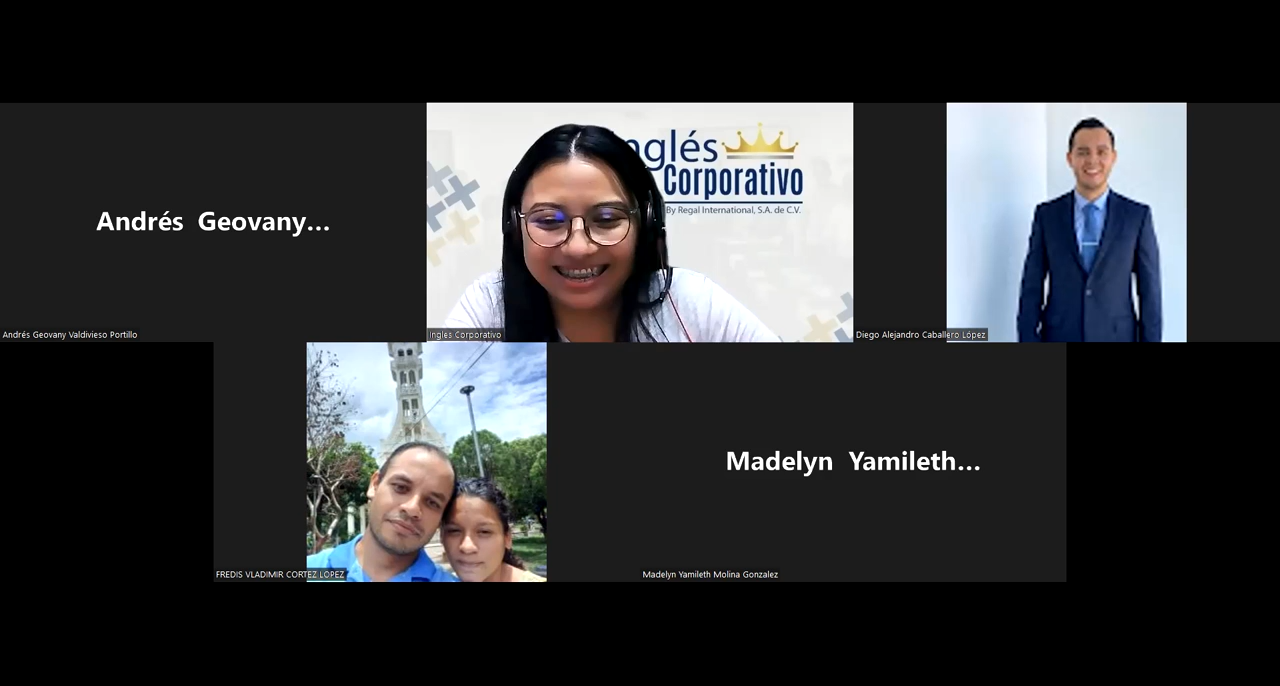 Andrés Geovany...
Andrés Geovany Valdivieso Portillo
nglés
Corporativo
By Regal International, S.A. de C.V.
Inglés Corporativo
Diego Alejandro Caballero López
FREDIS VLADIMIR CORTEZ LOPEZ
Madelyn Yamileth...
Madelyn Yamileth Molina Gonzalez